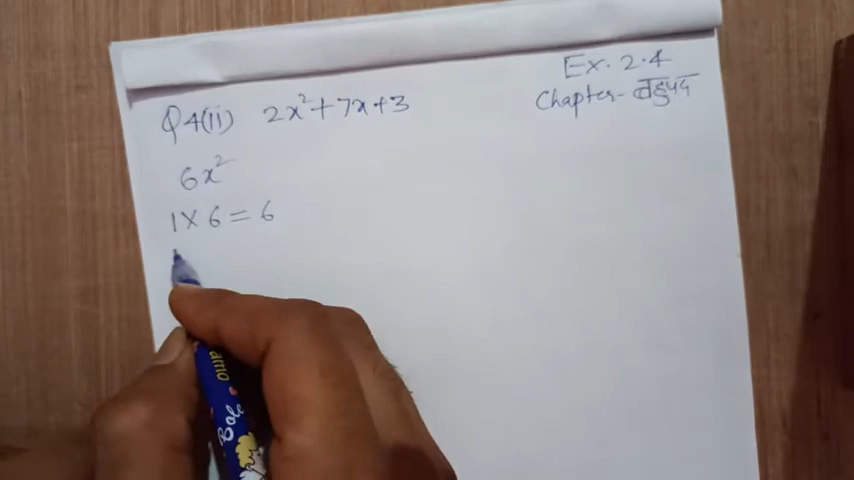 Ex. 2.4
Q4(ii) 2x²+7x+3
Chapter- बहुपद
6x²
1 × 6 = 6